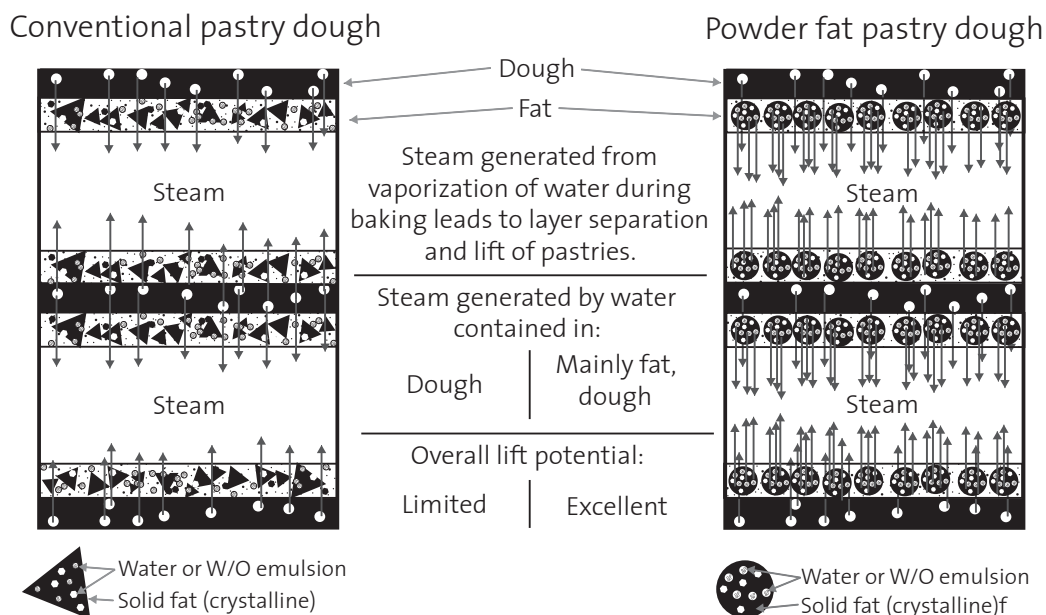 Conventional pastry dough
Powder fat pastry dough
Dough
Fat
Steam generated from
vaporization of water during
baking leads to layer separation
and lift of pastries.
Steam generated by water
contained in:
Dough
Mainly fat,
dough
Overall lift potential:
Limited
Excellent
Steam
Steam
Steam
Steam
Water or W/O emulsion
Solid fat (crystalline)
Water or W/O emulsion
Solid fat (crystalline)f